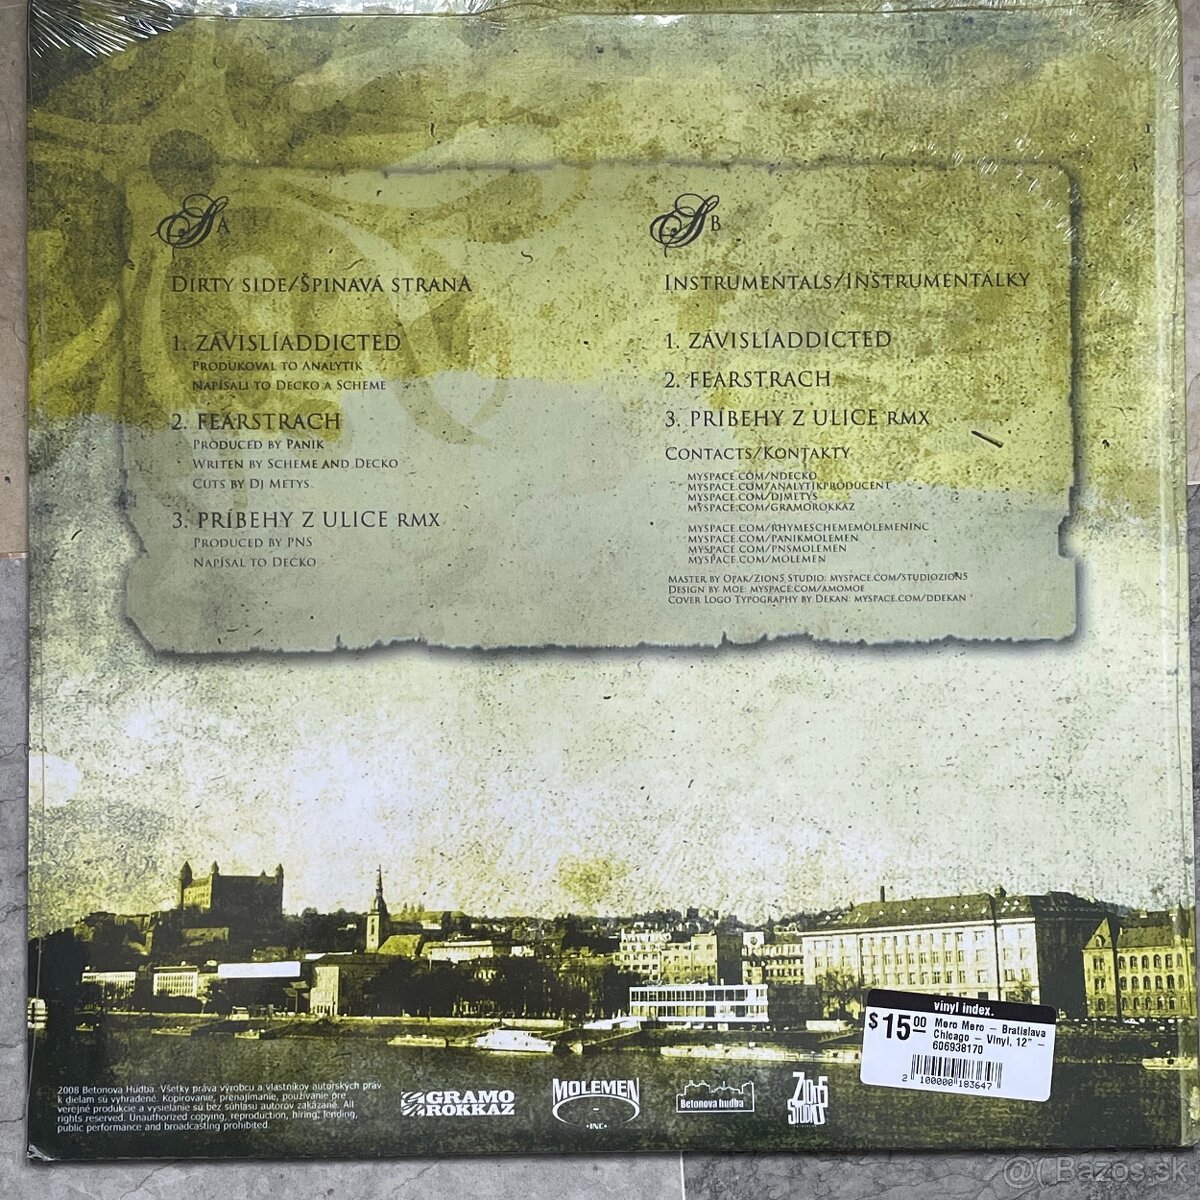 SA
DIRTY SIDE/ŠPINAVÁ STRANA
1. ZÁVISLÍADDICTED
PRODUKOVAL TO ANALYTIK
NAPÍSALI TO DECKO A SCHEME
2. FEARSTRACH
PRODUCED BY PANIK
WRITEN BY SCHEME AND DECKO
CUTS BY DJ METYS
3. PRÍBEHY Z ULICE RMX
PRODUCED BY PNS
NAPÍSAL TO DECKO
SB
INSTRUMENTALS/INŠTRUMENTÁLKY
1. ZÁVISLÍADDICTED
2. FEARSTRACH
3. PRÍBEHY Z ULICE RMX
CONTACTS/KONTAKTY
MYSPACE.COM/NDECKO
MYSPACE.COM/ANALYTIKPRODUCENT
MYSPACE.COM/DJMETYS
MYSPACE.COM/GRAMOROKKAZ
MYSPACE.COM/RHYMESCHEMEMOLEMENINC
MYSPACE.COM/PANIKMOLEMEN
MYSPACE.COM/PNSMOLEMEN
MYSPACE.COM/MOLEMEN
MASTER BY OPAK/ZION5 STUDIO: MYSPACE.COM/STUDIOZION5
DESIGN BY MOE: MYSPACE.COM/AMOMOE
COVER LOGO TYPOGRAPHY BY DEKAN: MYSPACE.COM/DDEKAN
vinyl index.
$15.00
Mero Mero – Bratislava
Chicago – Vinyl, 12" –
606938170
2 100000 183647
2008 Betonova Hudba. Všetky práva výrobcu a vlastníkov autorských práv
k dielam sú vyhradené. Kopírovanie, prenajímanie, používanie pre
verejné produkcie a vysielanie sú bez súhlasu autorov zakázané. All
rights reserved. Unauthorized copying, reproduction, hiring, lending,
public performance and broadcasting prohibited.
GRAMO
ROKKAZ
MOLEMEN
•INC•
Betonova hudba
ZION5
STUDIO
@( Bazos.sk